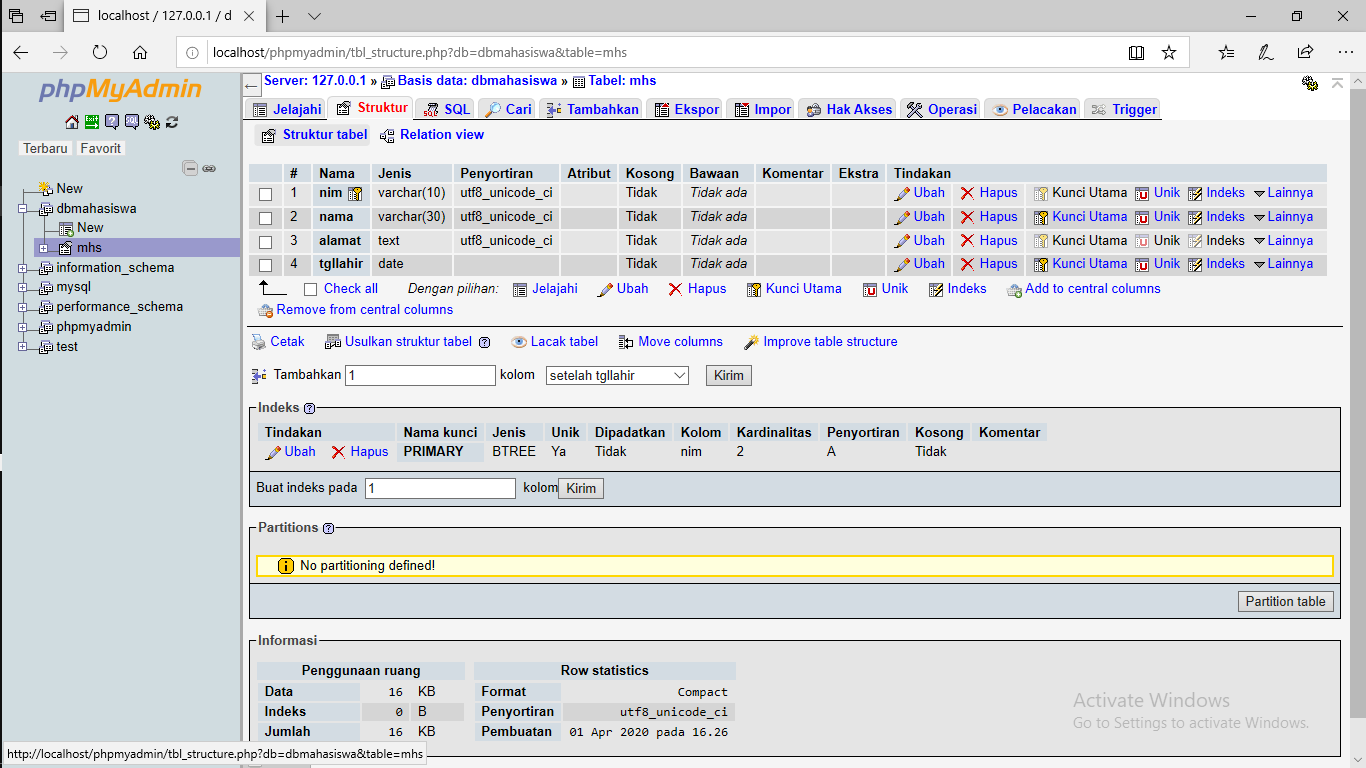 localhost / 127.0.0.1 / d
localhost/phpmyadmin/tbl_structure.php?db=dbmahasiswa&table=mhs
phpMyAdmin
Terbaru Favorit
New
dbmahasiswa
New
mhs
information_schema
mysql
performance_schema
phpmyadmin
test
Server: 127.0.0.1 » Basis data: dbmahasiswa » Tabel: mhs
Jelajahi Struktur SQL Cari Tambahkan Ekspor Impor Hak Akses Operasi Pelacakan Trigger
Struktur tabel Relation view
# Nama Jenis Penyortiran Atribut Kosong Bawaan Komentar Ekstra Tindakan
1 nim varchar(10) utf8_unicode_ci Tidak Tidak ada Ubah Hapus Kunci Utama Unik Indeks Lainnya
2 nama varchar(30) utf8_unicode_ci Tidak Tidak ada Ubah Hapus Kunci Utama Unik Indeks Lainnya
3 alamat text utf8_unicode_ci Tidak Tidak ada Ubah Hapus Kunci Utama Unik Indeks Lainnya
4 tgllahir date Tidak Tidak ada Ubah Hapus Kunci Utama Unik Indeks Lainnya
Check all Dengan pilihan: Jelajahi Ubah Hapus Kunci Utama Unik Indeks Add to central columns
Remove from central columns
Cetak Usulkan struktur tabel Lacak tabel Move columns Improve table structure
Tambahkan 1 kolom setelah tgllahir Kirim
Indeks
Tindakan Nama kunci Jenis Unik Dipadatkan Kolom Kardinalitas Penyortiran Kosong Komentar
Ubah Hapus PRIMARY BTREE Ya Tidak nim 2 A Tidak
Buat indeks pada 1 kolom Kirim
Partitions
No partitioning defined!
Partition table
Informasi
Penggunaan ruang
Data 16 KB
Indeks 0 B
Jumlah 16 KB
Row statistics
Format Compact
Penyortiran utf8_unicode_ci
Pembuatan 01 Apr 2020 pada 16.26
Activate Windows
Go to Settings to activate Windows.
http://localhost/phpmyadmin/tbl_structure.php?db=dbmahasiswa&table=mhs